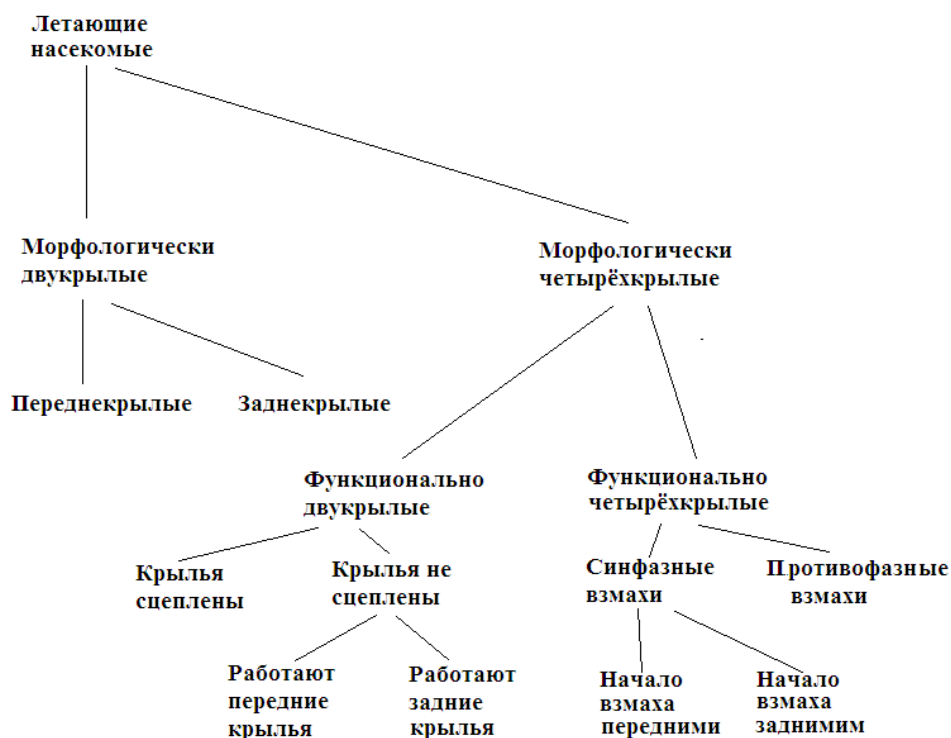 Летающие
насекомые
Морфологически
двукрылые
Морфологически
четырёхкрылые
Переднекрылые
Заднекрылые
Функционально
двукрылые
Функционально
четырёхкрылые
Крылья
сцеплены
Крылья не
сцеплены
Синфазные
взмахи
Противофазные
взмахи
Работают
передние
крылья
Работают
задние
крылья
Начало
взмаха
передними
Начало
взмаха
заднимим